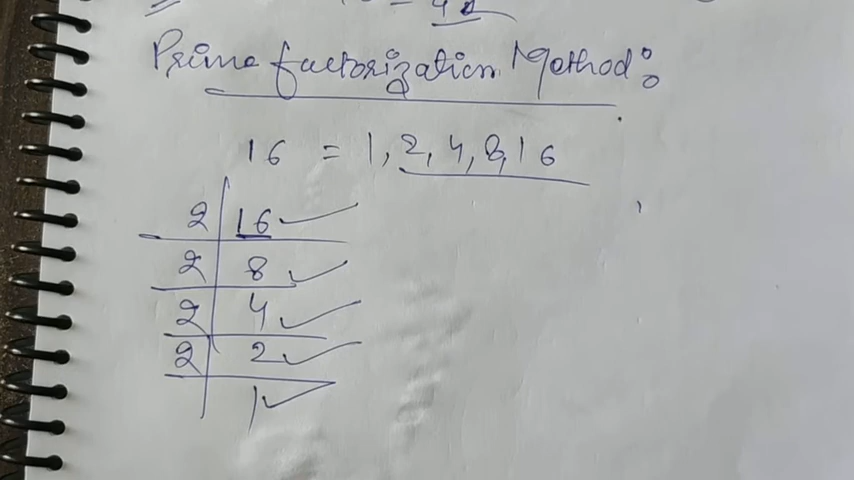 Prime factorization Method:
16 = 1, 2, 4, 8, 16
2 | 16 ✓
2 | 8 ✓
2 | 4 ✓
2 | 2 ✓
| 1 ✓